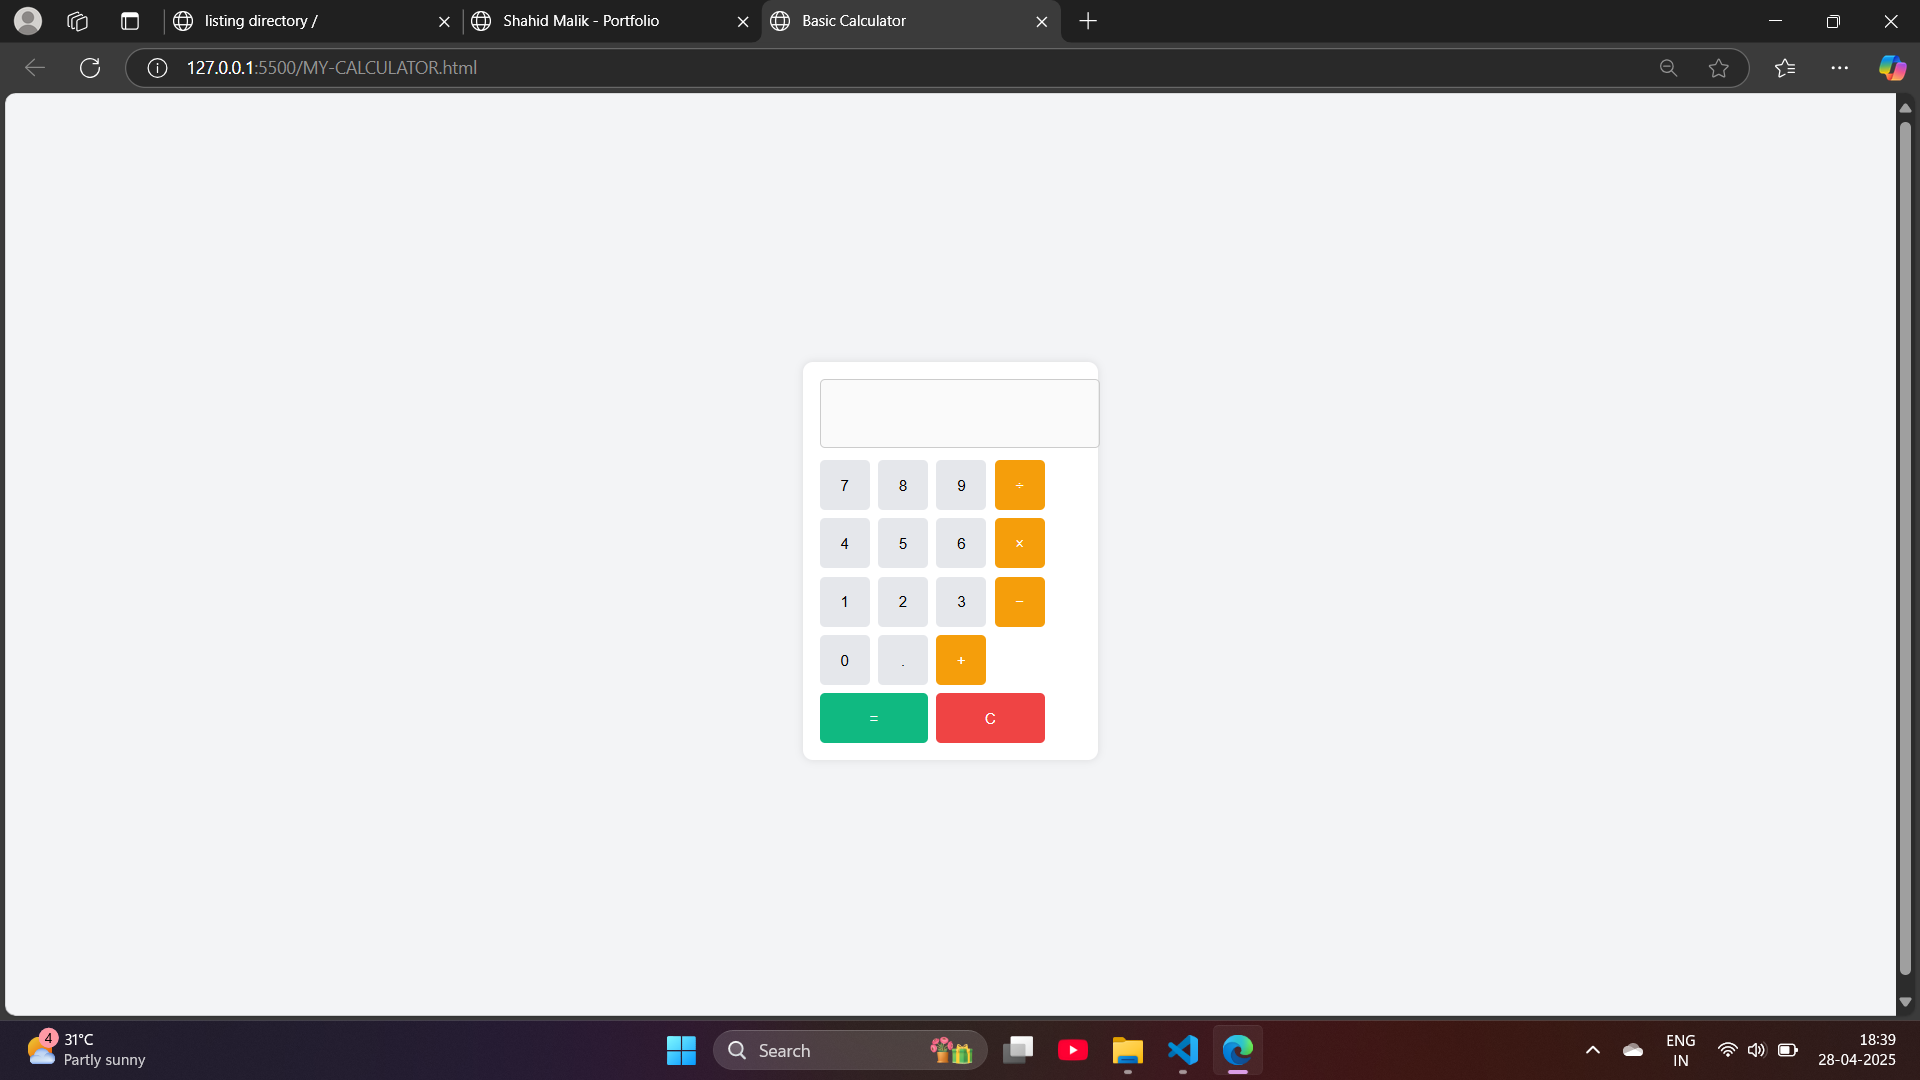 listing directory /
Shahid Malik - Portfolio
Basic Calculator
127.0.0.1:5500/MY-CALCULATOR.html
7 8 9 ÷
4 5 6 ×
1 2 3 −
0 . +
= C
4
31°C
Partly sunny
Search
ENG
IN
18:39
28-04-2025